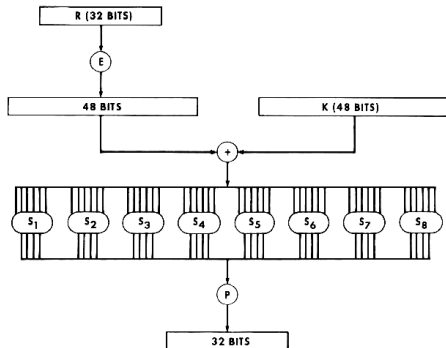 R (32 BITS)
E
48 BITS
K (48 BITS)
+
S1 S2 S3 S4 S5 S6 S7 S8
P
32 BITS